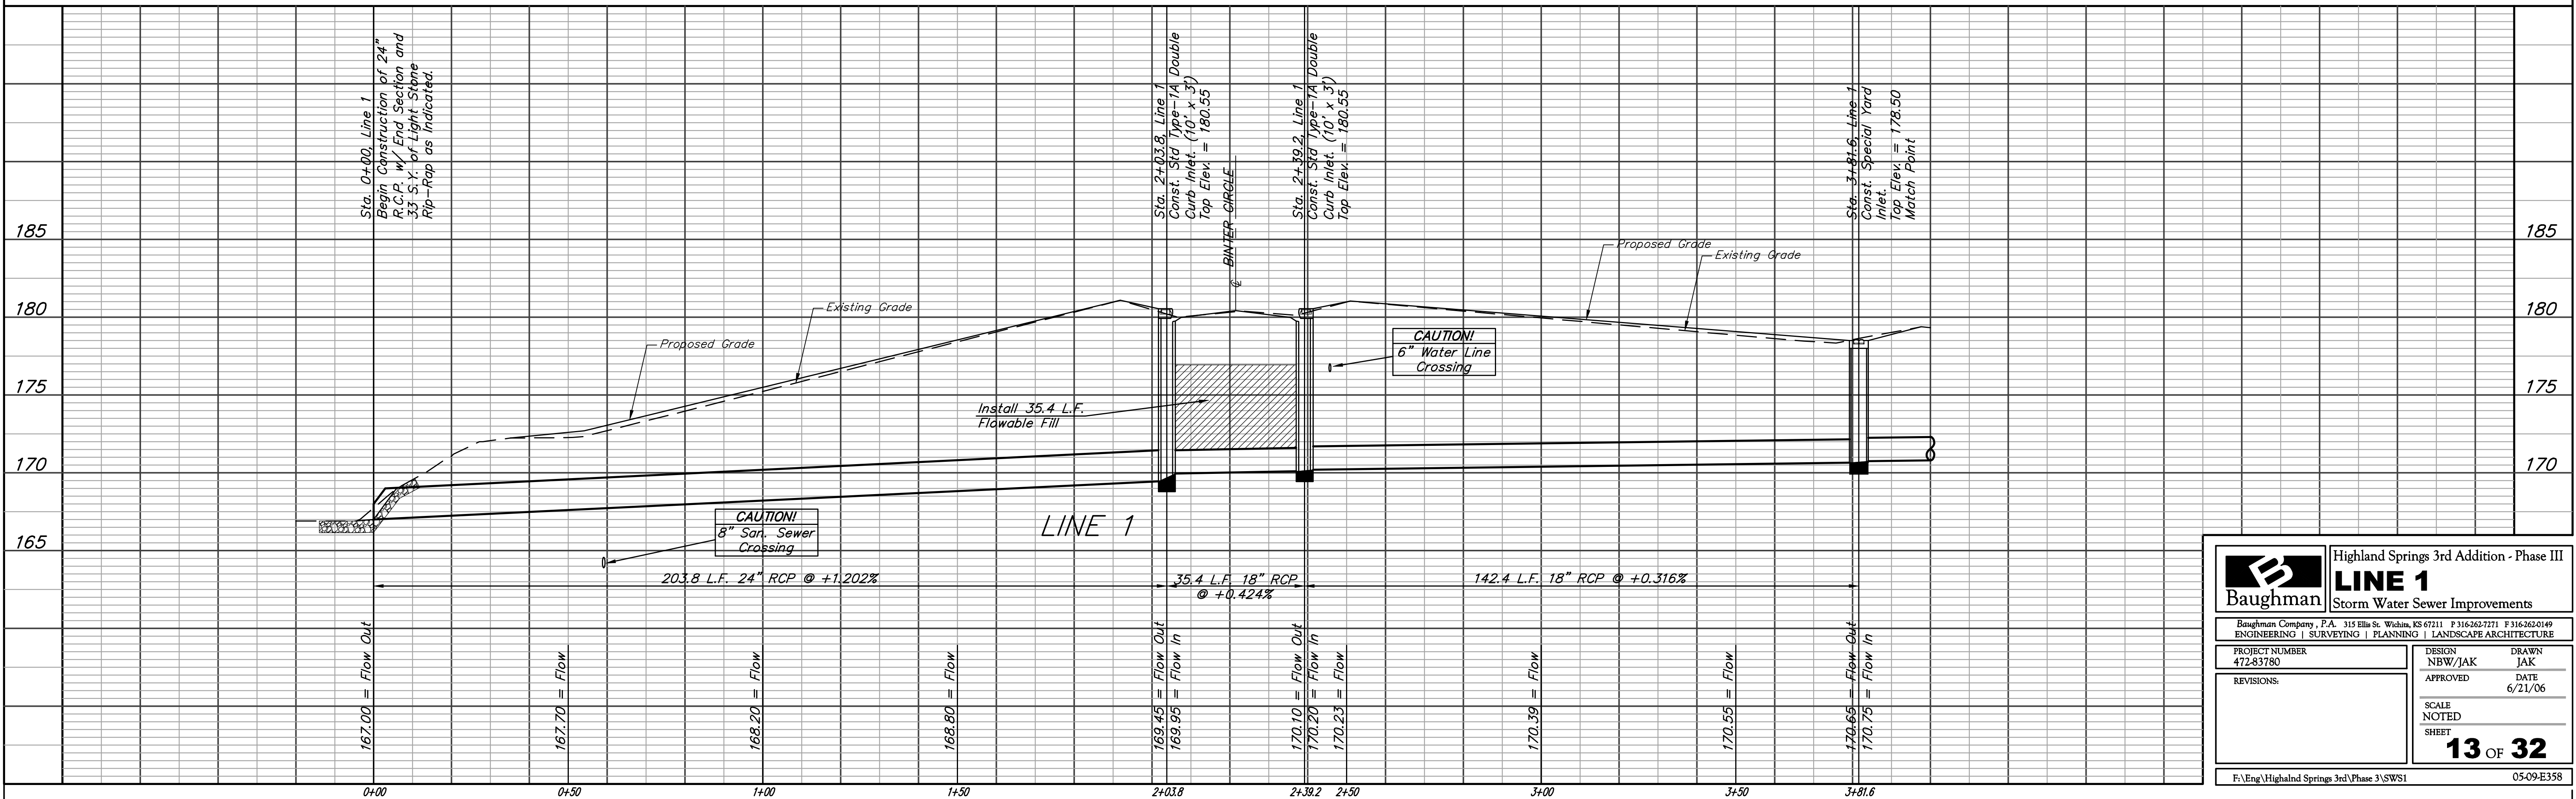 Sta. 0+00, Line 1
Begin Construction of 24"
R.C.P. w/ End Section and
33 S.Y. of Light Stone
Rip-Rap as Indicated.
Sta. 2+03.8, Line 1
Const. Std Type-1A Double
Curb Inlet. (10' x 3')
Top Elev. = 180.55
BINTER CIRCLE
Sta. 2+39.2, Line 1
Const. Std Type-1A Double
Curb Inlet. (10' x 3')
Top Elev. = 180.55
Sta. 3+81.6, Line 1
Const. Special Yard
Inlet.
Top Elev. = 178.50
Match Point
185
180
175
170
165
185
180
175
170
Proposed Grade
Existing Grade
Proposed Grade
Existing Grade
CAUTION!
6" Water Line
Crossing
Install 35.4 L.F.
Flowable Fill
CAUTION!
8" San. Sewer
Crossing
LINE 1
203.8 L.F. 24" RCP @ +1.202%
35.4 L.F. 18" RCP
@ +0.424%
142.4 L.F. 18" RCP @ +0.316%
167.00 = Flow Out
167.70 = Flow
168.20 = Flow
168.80 = Flow
169.45 = Flow Out
169.95 = Flow In
170.10 = Flow Out
170.20 = Flow In
170.23 = Flow
170.39 = Flow
170.55 = Flow
170.65 = Flow Out
170.75 = Flow In
0+00
0+50
1+00
1+50
2+03.8
2+39.2
2+50
3+00
3+50
3+81.6
B
Baughman
Highland Springs 3rd Addition - Phase III
LINE 1
Storm Water Sewer Improvements
Baughman Company, P.A. 315 Ellis St. Wichita, KS 67211 P 316-262-7271 F 316-262-0149
ENGINEERING | SURVEYING | PLANNING | LANDSCAPE ARCHITECTURE
PROJECT NUMBER
472-83780
REVISIONS:
DESIGN
NBW/JAK
DRAWN
JAK
APPROVED
DATE
6/21/06
SCALE
NOTED
SHEET
13 OF 32
F:\Eng\Highalnd Springs 3rd\Phase 3\SWS1
05-09-E358